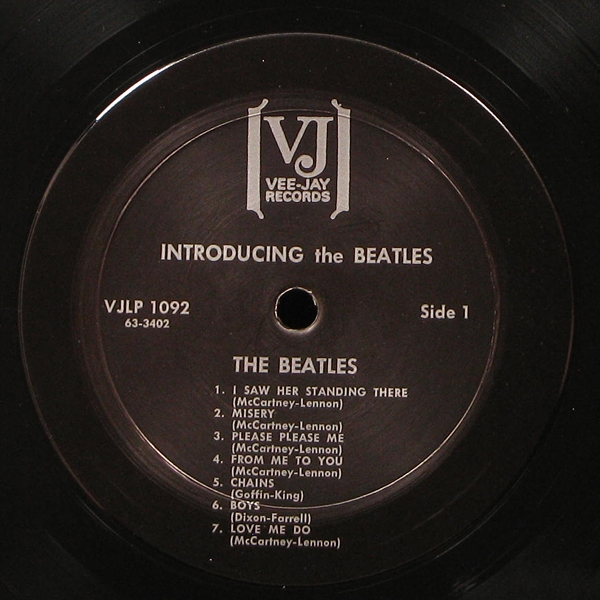 VJ
VEE-JAY
RECORDS
INTRODUCING the BEATLES
VJLP 1092
63-3402
Side 1
THE BEATLES
1. I SAW HER STANDING THERE
(McCartney-Lennon)
2. MISERY
(McCartney-Lennon)
3. PLEASE PLEASE ME
(McCartney-Lennon)
4. FROM ME TO YOU
(McCartney-Lennon)
5. CHAINS
(Goffin-King)
6. BOYS
(Dixon-Farrell)
7. LOVE ME DO
(McCartney-Lennon)